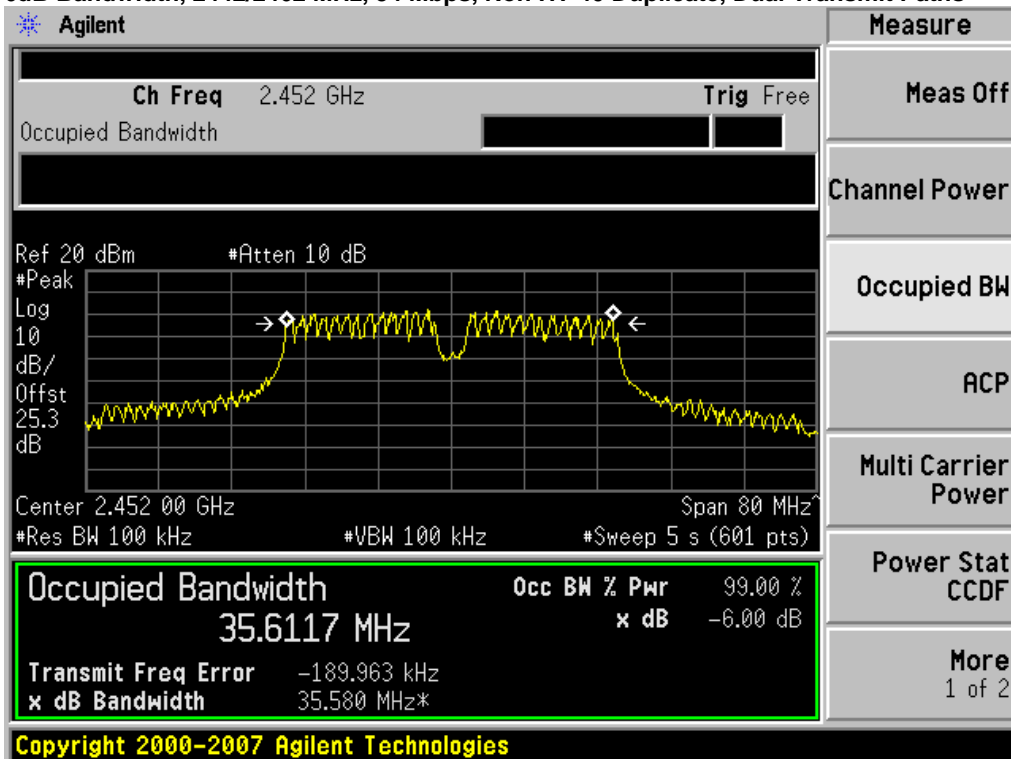 Agilent
Measure
Ch Freq 2.452 GHz Trig Free
Occupied Bandwidth
Meas Off
Channel Power
Occupied BW
ACP
Multi Carrier
Power
Power Stat
CCDF
More
1 of 2
Ref 20 dBm #Atten 10 dB
#Peak
Log
10
dB/
Offst
25.3
dB
Center 2.452 00 GHz Span 80 MHz^
#Res BW 100 kHz #VBW 100 kHz #Sweep 5 s (601 pts)
Occupied Bandwidth Occ BW % Pwr 99.00 %
35.6117 MHz x dB -6.00 dB
Transmit Freq Error -189.963 kHz
x dB Bandwidth 35.580 MHz*
Copyright 2000-2007 Agilent Technologies